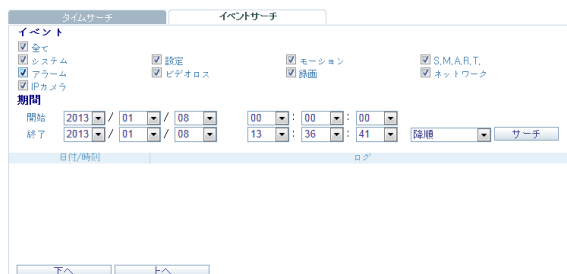 タイムサーチ イベントサーチ
イベント
全て
システム 設定 モーション S.M.A.R.T.
アラーム ビデオロス 録画 ネットワーク
IPカメラ
期間
開始 2013 / 01 / 08 00 : 00 : 00
終了 2013 / 01 / 08 13 : 36 : 41 降順 サーチ
日付/時刻 ログ
下へ 上へ